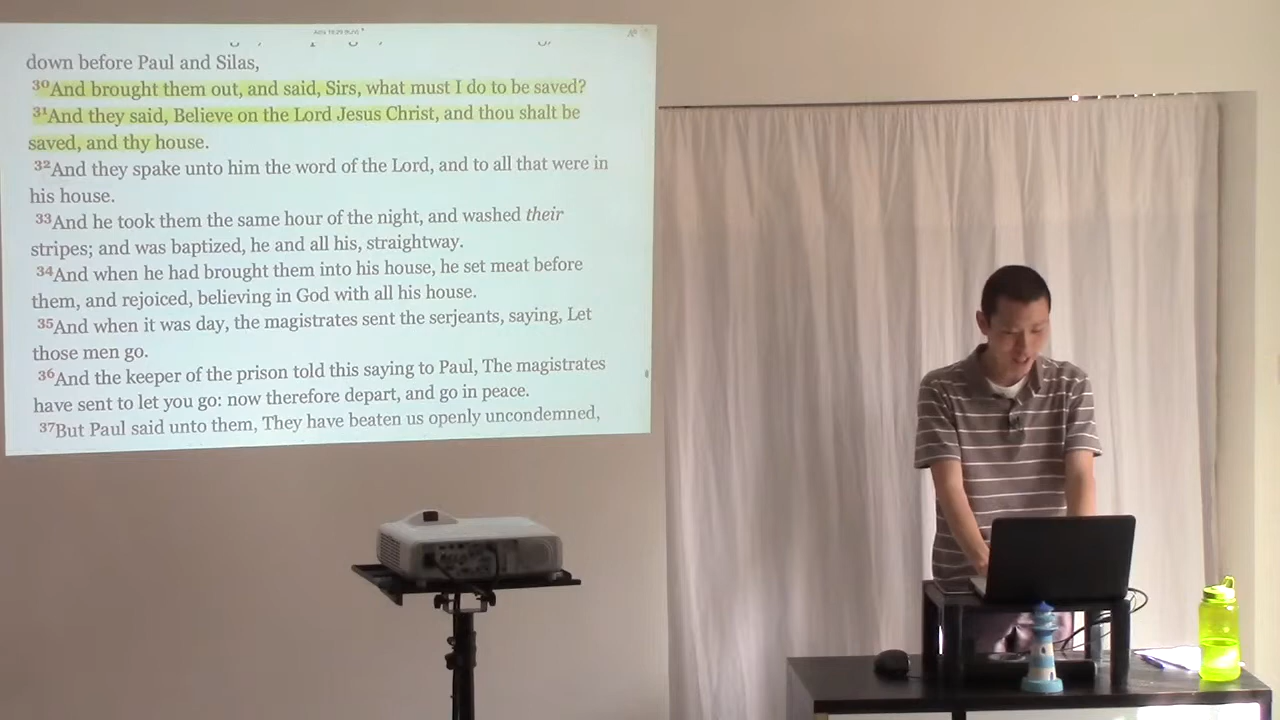 down before Paul and Silas,
30And brought them out, and said, Sirs, what must I do to be saved?
31And they said, Believe on the Lord Jesus Christ, and thou shalt be
saved, and thy house.
32And they spake unto him the word of the Lord, and to all that were in
his house.
33And he took them the same hour of the night, and washed their
stripes; and was baptized, he and all his, straightway.
34And when he had brought them into his house, he set meat before
them, and rejoiced, believing in God with all his house.
35And when it was day, the magistrates sent the serjeants, saying, Let
those men go.
36And the keeper of the prison told this saying to Paul, The magistrates
have sent to let you go: now therefore depart, and go in peace.
37But Paul said unto them, They have beaten us openly uncondemned,